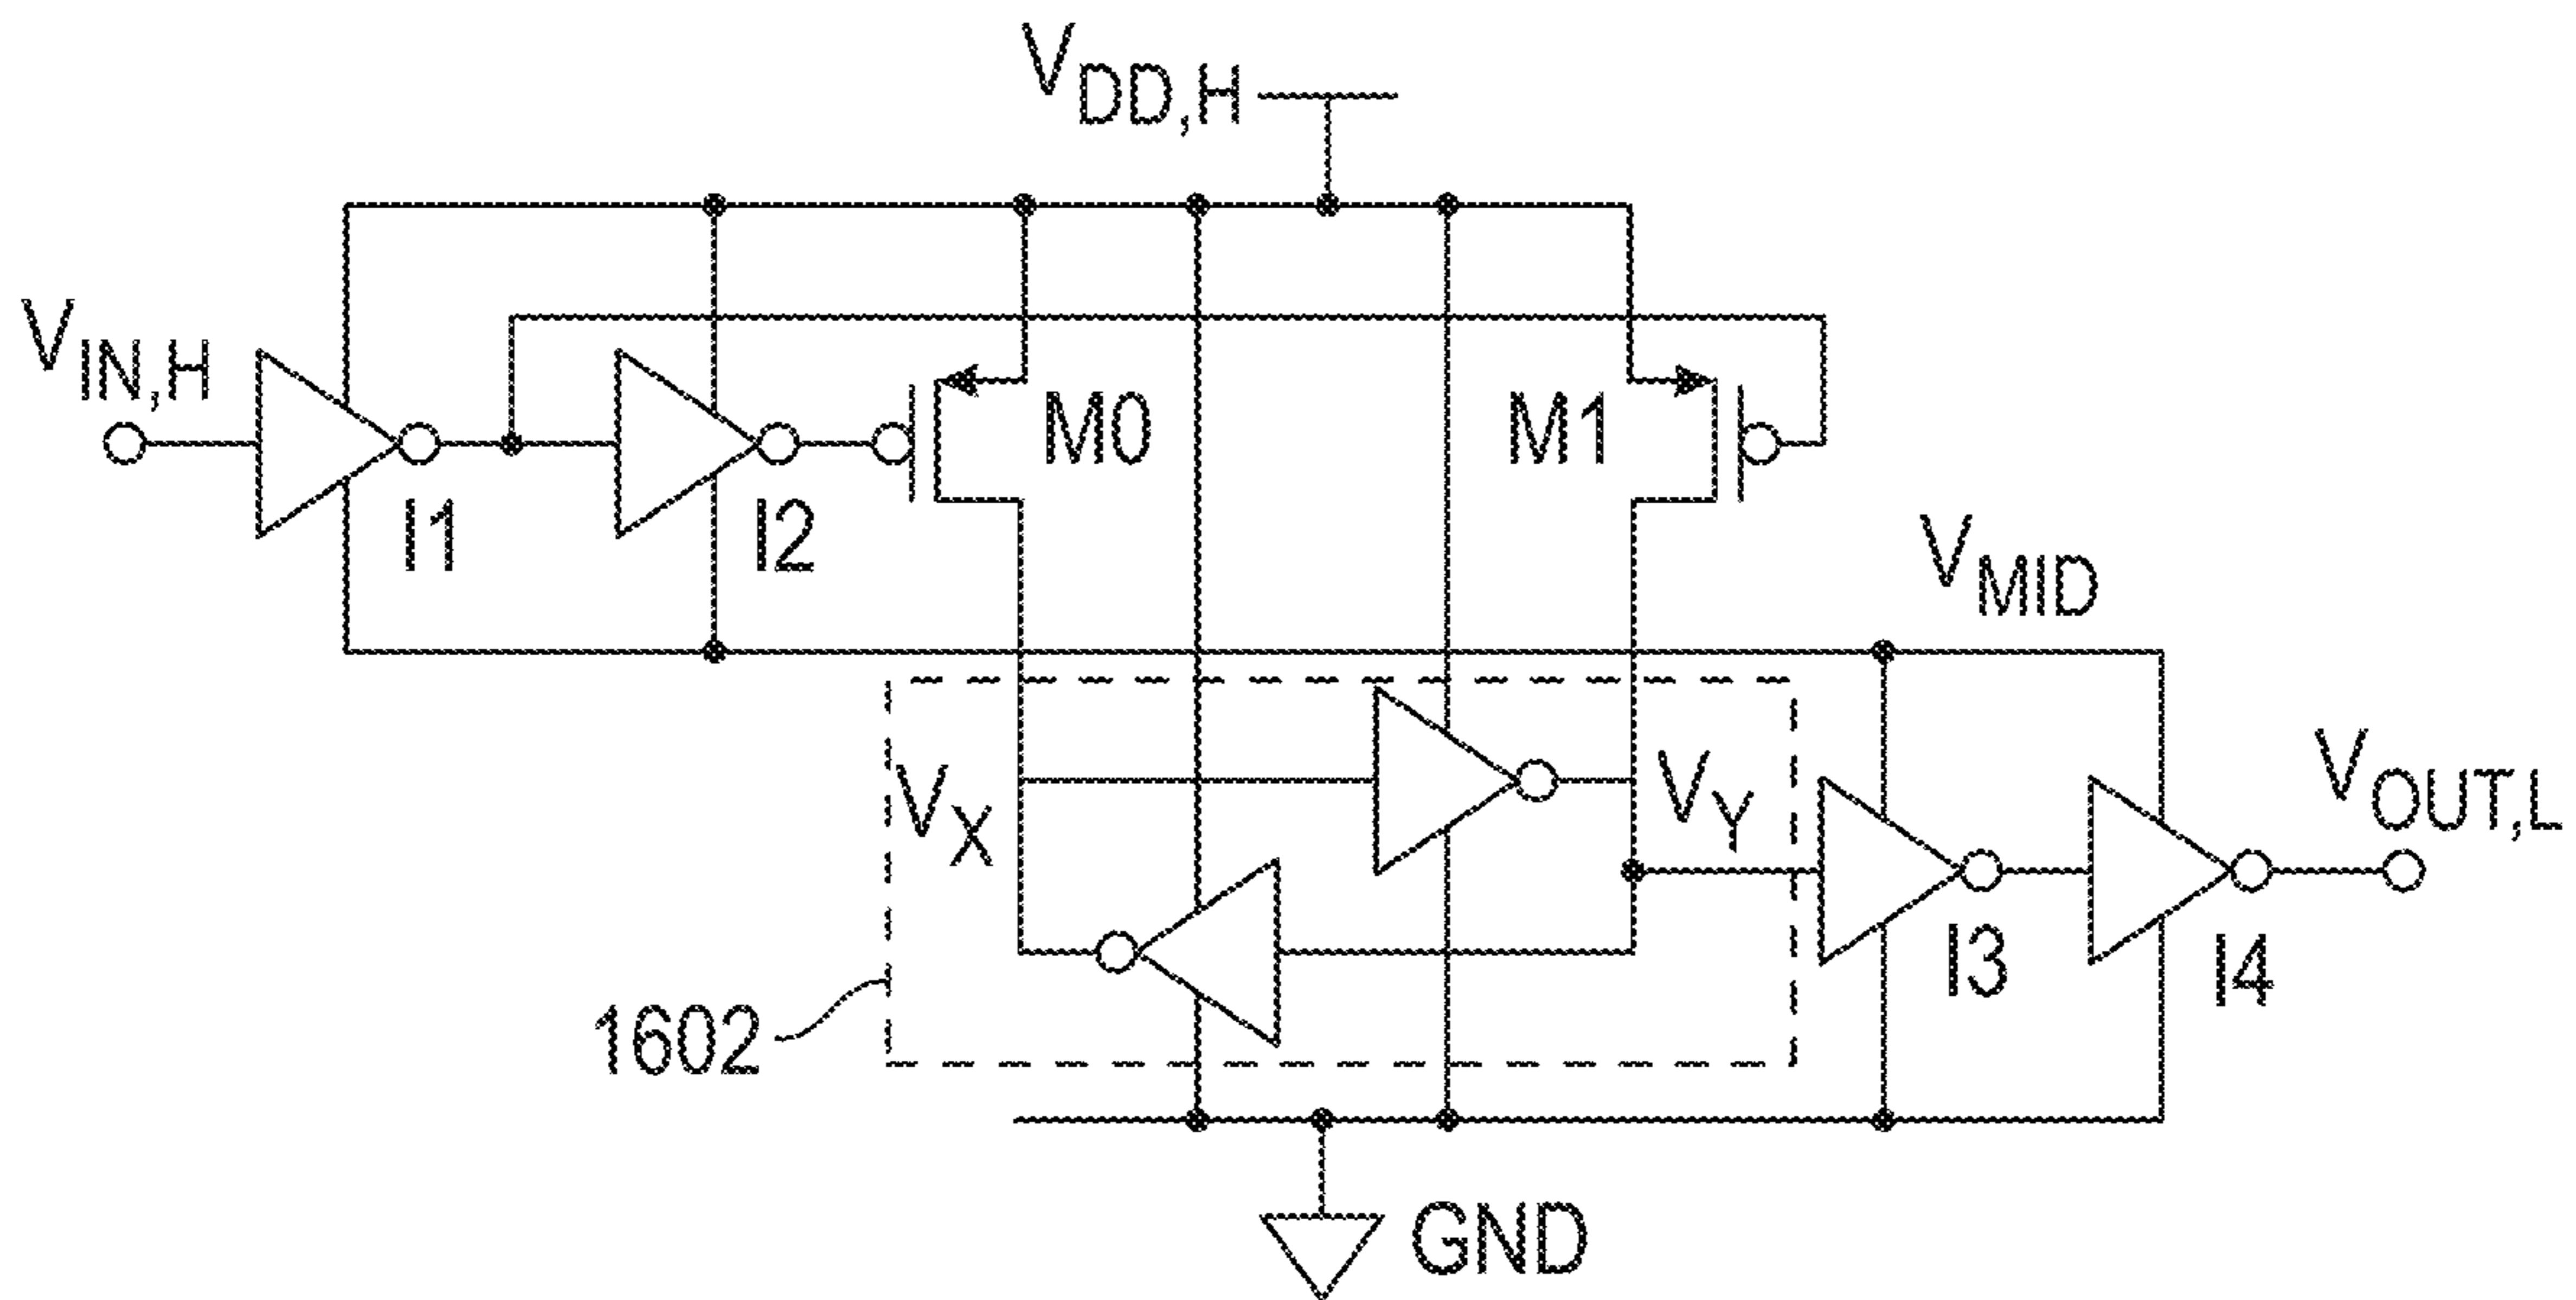 VDD,H
VIN,H
M0
M1
I1
I2
VMID
VX
VY
VOUT,L
I3
I4
1602
GND